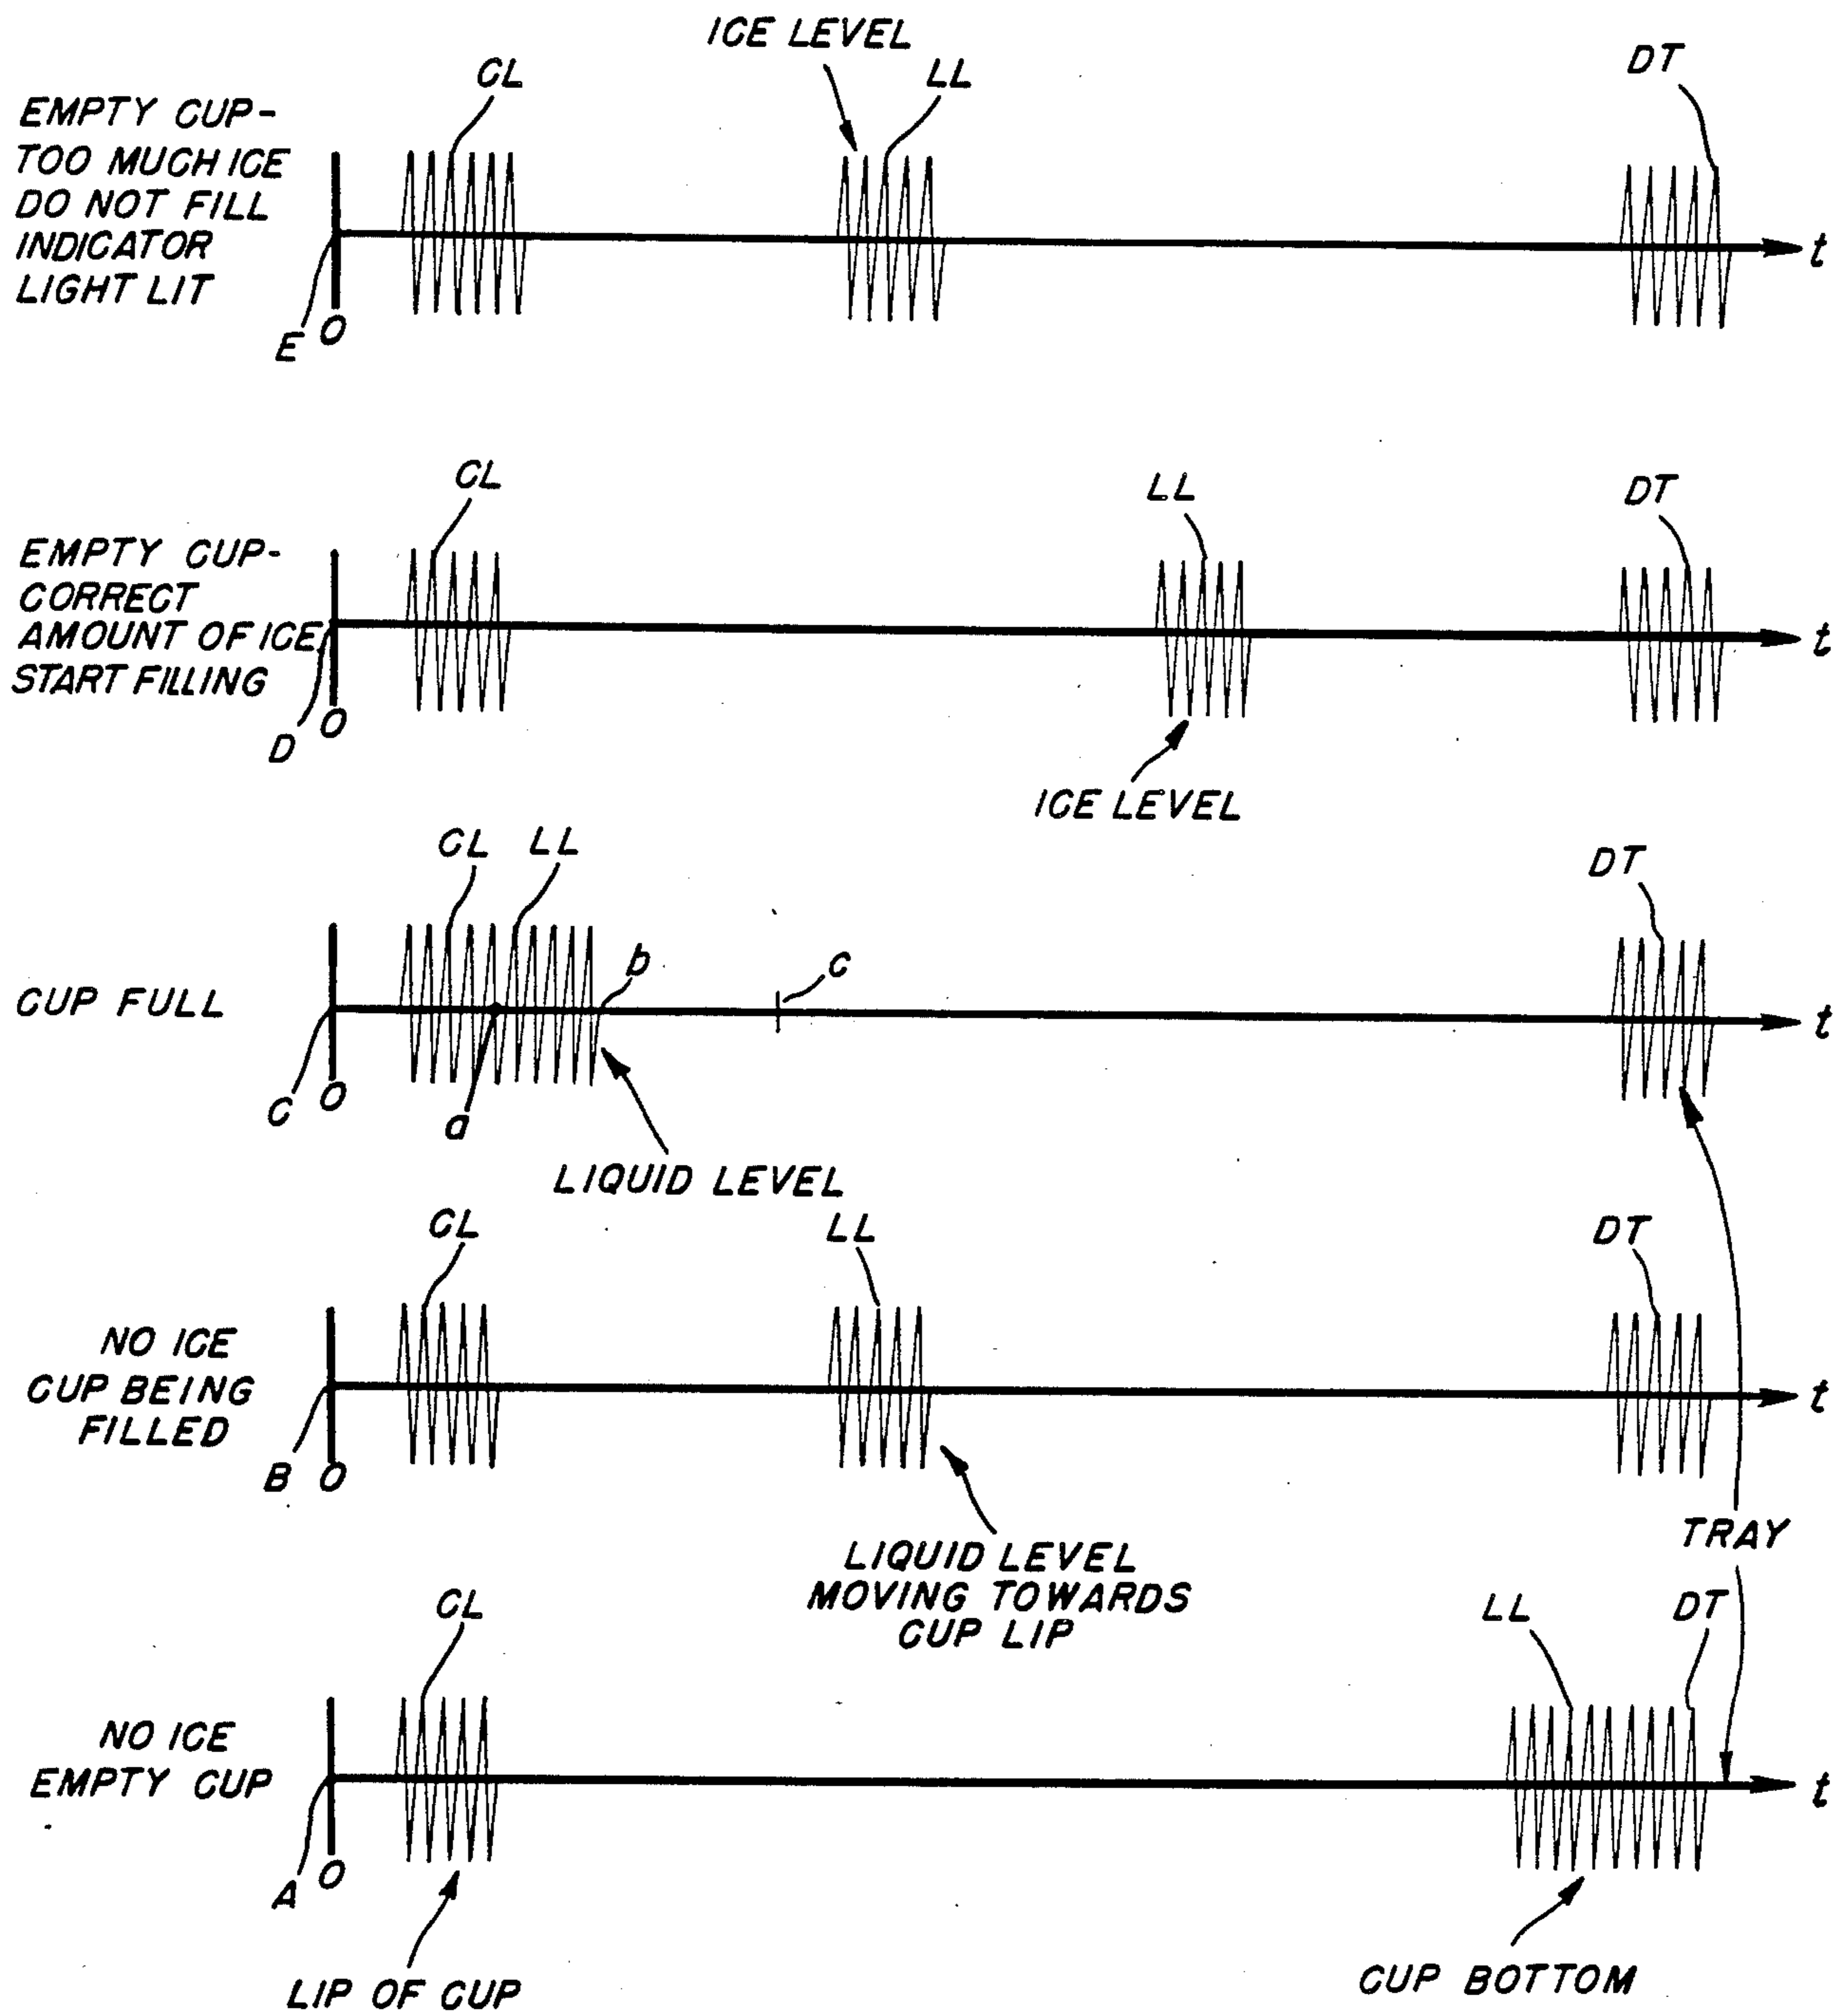 ICE LEVEL
CL
LL
DT
EMPTY CUP-
TOO MUCH ICE
DO NOT FILL
INDICATOR
LIGHT LIT
t
E
O
CL
LL
DT
EMPTY CUP-
CORRECT
AMOUNT OF ICE
START FILLING
t
D
O
ICE LEVEL
CL
LL
DT
b
c
CUP FULL
t
C
O
a
LIQUID LEVEL
CL
LL
DT
NO ICE
CUP BEING
FILLED
t
B
O
TRAY
LIQUID LEVEL
MOVING TOWARDS
CUP LIP
CL
LL
DT
NO ICE
EMPTY CUP
t
A
O
LIP OF CUP
CUP BOTTOM